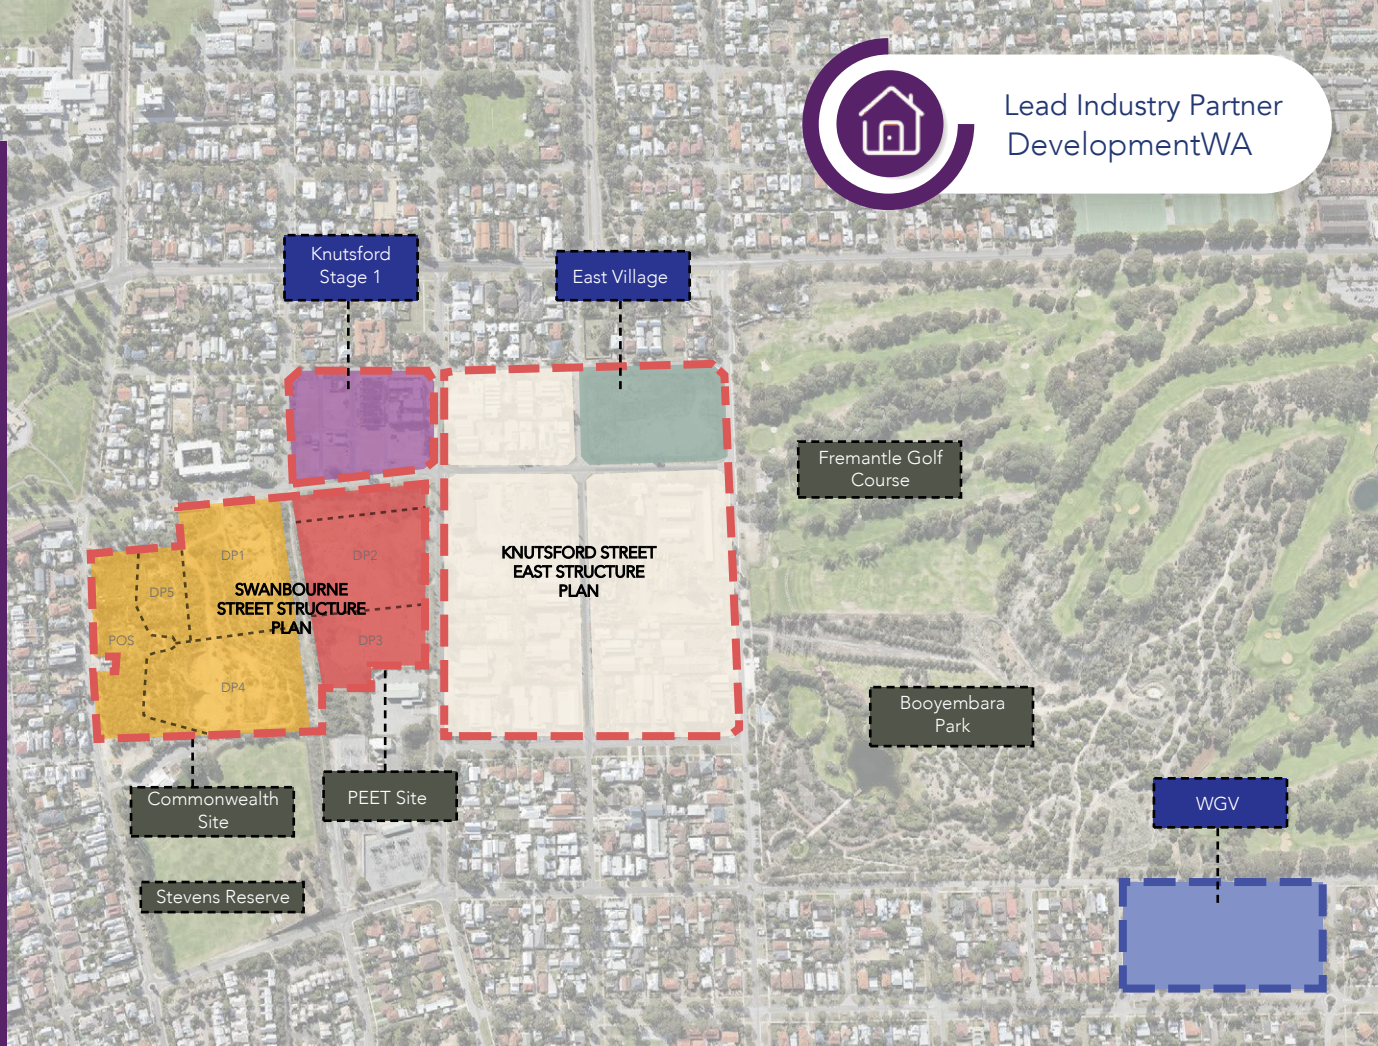 Lead Industry Partner
DevelopmentWA
Knutsford
Stage 1
East Village
Fremantle Golf
Course
KNUTSFORD STREET
EAST STRUCTURE
PLAN
DP1
DP2
DP5
SWANBOURNE
STREET STRUCTURE
PLAN
POS
DP3
DP4
Booyembara
Park
Commonwealth
Site
PEET Site
WGV
Stevens Reserve